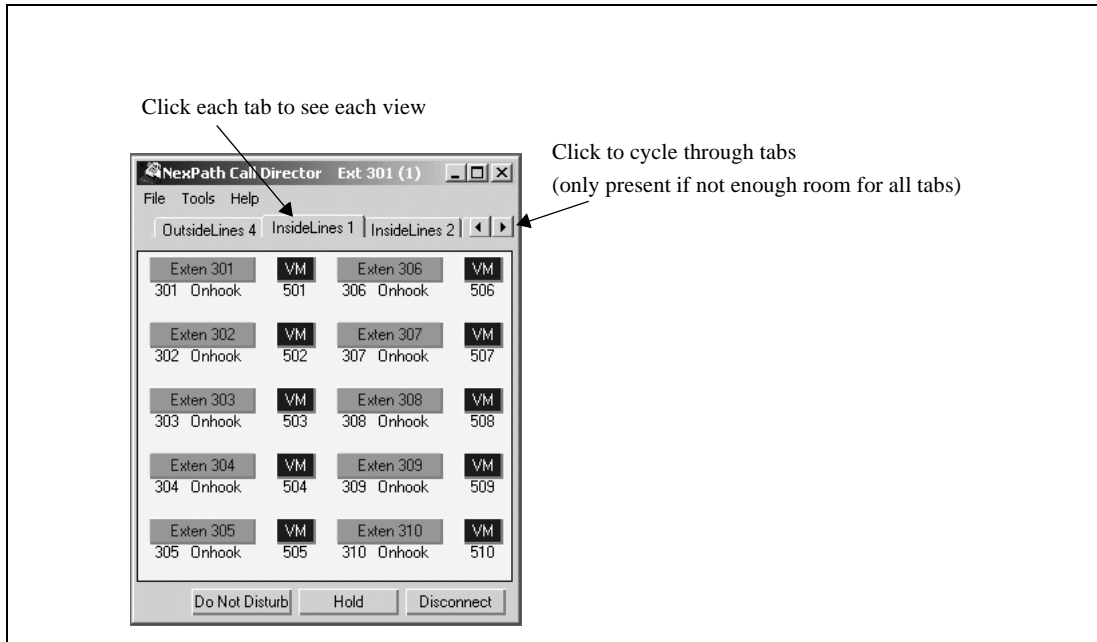 Click each tab to see each view
Click to cycle through tabs
(only present if not enough room for all tabs)
NexPath Call Director Ext 301 (1)
File Tools Help
OutsideLines 4 InsideLines 1 InsideLines 2
Exten 301 VM Exten 306 VM
301 Onhook 501 306 Onhook 506
Exten 302 VM Exten 307 VM
302 Onhook 502 307 Onhook 507
Exten 303 VM Exten 308 VM
303 Onhook 503 308 Onhook 508
Exten 304 VM Exten 309 VM
304 Onhook 504 309 Onhook 509
Exten 305 VM Exten 310 VM
305 Onhook 505 310 Onhook 510
Do Not Disturb Hold Disconnect